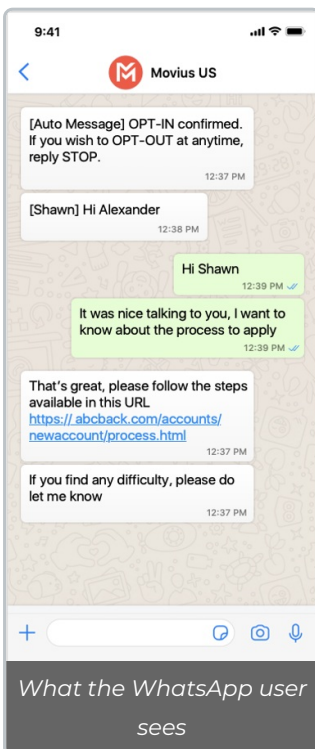 9:41
Movius US
[Auto Message] OPT-IN confirmed.
If you wish to OPT-OUT at anytime,
reply STOP.
12:37 PM
[Shawn] Hi Alexander
12:38 PM
Hi Shawn
12:39 PM
It was nice talking to you, I want to
know about the process to apply
12:39 PM
That's great, please follow the steps
available in this URL
https:// abcback.com/accounts/
newaccount/process.html
12:37 PM
If you find any difficulty, please do
let me know
12:37 PM
What the WhatsApp user
sees